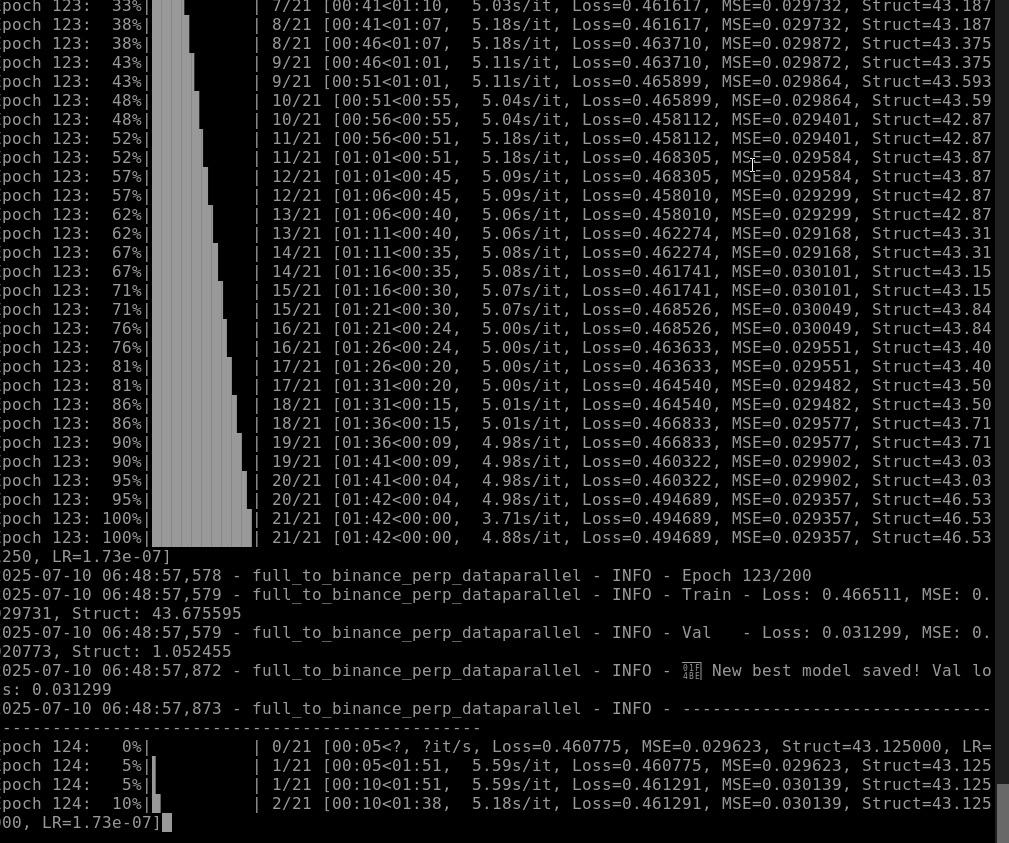 poch 123: 33%| | 7/21 [00:41<01:10, 5.03s/it, Loss=0.461617, MSE=0.029732, Struct=43.187
poch 123: 38%| | 8/21 [00:41<01:07, 5.18s/it, Loss=0.461617, MSE=0.029732, Struct=43.187
poch 123: 38%| | 8/21 [00:46<01:07, 5.18s/it, Loss=0.463710, MSE=0.029872, Struct=43.375
poch 123: 43%| | 9/21 [00:46<01:01, 5.11s/it, Loss=0.463710, MSE=0.029872, Struct=43.375
poch 123: 43%| | 9/21 [00:51<01:01, 5.11s/it, Loss=0.465899, MSE=0.029864, Struct=43.593
poch 123: 48%| | 10/21 [00:51<00:55, 5.04s/it, Loss=0.465899, MSE=0.029864, Struct=43.59
poch 123: 48%| | 10/21 [00:56<00:55, 5.04s/it, Loss=0.458112, MSE=0.029401, Struct=42.87
poch 123: 52%| | 11/21 [00:56<00:51, 5.18s/it, Loss=0.458112, MSE=0.029401, Struct=42.87
poch 123: 52%| | 11/21 [01:01<00:51, 5.18s/it, Loss=0.468305, MSE=0.029584, Struct=43.87
poch 123: 57%| | 12/21 [01:01<00:45, 5.09s/it, Loss=0.468305, MSE=0.029584, Struct=43.87
poch 123: 57%| | 12/21 [01:06<00:45, 5.09s/it, Loss=0.458010, MSE=0.029299, Struct=42.87
poch 123: 62%| | 13/21 [01:06<00:40, 5.06s/it, Loss=0.458010, MSE=0.029299, Struct=42.87
poch 123: 62%| | 13/21 [01:11<00:40, 5.06s/it, Loss=0.462274, MSE=0.029168, Struct=43.31
poch 123: 67%| | 14/21 [01:11<00:35, 5.08s/it, Loss=0.462274, MSE=0.029168, Struct=43.31
poch 123: 67%| | 14/21 [01:16<00:35, 5.08s/it, Loss=0.461741, MSE=0.030101, Struct=43.15
poch 123: 71%| | 15/21 [01:16<00:30, 5.07s/it, Loss=0.461741, MSE=0.030101, Struct=43.15
poch 123: 71%| | 15/21 [01:21<00:30, 5.07s/it, Loss=0.468526, MSE=0.030049, Struct=43.84
poch 123: 76%| | 16/21 [01:21<00:24, 5.00s/it, Loss=0.468526, MSE=0.030049, Struct=43.84
poch 123: 76%| | 16/21 [01:26<00:24, 5.00s/it, Loss=0.463633, MSE=0.029551, Struct=43.40
poch 123: 81%| | 17/21 [01:26<00:20, 5.00s/it, Loss=0.463633, MSE=0.029551, Struct=43.40
poch 123: 81%| | 17/21 [01:31<00:20, 5.00s/it, Loss=0.464540, MSE=0.029482, Struct=43.50
poch 123: 86%| | 18/21 [01:31<00:15, 5.01s/it, Loss=0.464540, MSE=0.029482, Struct=43.50
poch 123: 86%| | 18/21 [01:36<00:15, 5.01s/it, Loss=0.466833, MSE=0.029577, Struct=43.71
poch 123: 90%| | 19/21 [01:36<00:09, 4.98s/it, Loss=0.466833, MSE=0.029577, Struct=43.71
poch 123: 90%| | 19/21 [01:41<00:09, 4.98s/it, Loss=0.460322, MSE=0.029902, Struct=43.03
poch 123: 95%| | 20/21 [01:41<00:04, 4.98s/it, Loss=0.460322, MSE=0.029902, Struct=43.03
poch 123: 95%| | 20/21 [01:42<00:04, 4.98s/it, Loss=0.494689, MSE=0.029357, Struct=46.53
poch 123: 100%| | 21/21 [01:42<00:00, 3.71s/it, Loss=0.494689, MSE=0.029357, Struct=46.53
poch 123: 100%| | 21/21 [01:42<00:00, 4.88s/it, Loss=0.494689, MSE=0.029357, Struct=46.53
250, LR=1.73e-07]
025-07-10 06:48:57,578 - full_to_binance_perp_dataparallel - INFO - Epoch 123/200
025-07-10 06:48:57,579 - full_to_binance_perp_dataparallel - INFO - Train - Loss: 0.466511, MSE: 0.
29731, Struct: 43.675595
025-07-10 06:48:57,579 - full_to_binance_perp_dataparallel - INFO - Val   - Loss: 0.031299, MSE: 0.
20773, Struct: 1.052455
025-07-10 06:48:57,872 - full_to_binance_perp_dataparallel - INFO - 01F4BE New best model saved! Val lo
s: 0.031299
025-07-10 06:48:57,873 - full_to_binance_perp_dataparallel - INFO - -------------------------------
------------------------------------------------
poch 124: 0%| | 0/21 [00:05<?, ?it/s, Loss=0.460775, MSE=0.029623, Struct=43.125000, LR=
poch 124: 5%| | 1/21 [00:05<01:51, 5.59s/it, Loss=0.460775, MSE=0.029623, Struct=43.125
poch 124: 5%| | 1/21 [00:10<01:51, 5.59s/it, Loss=0.461291, MSE=0.030139, Struct=43.125
poch 124: 10%| | 2/21 [00:10<01:38, 5.18s/it, Loss=0.461291, MSE=0.030139, Struct=43.125
00, LR=1.73e-07]